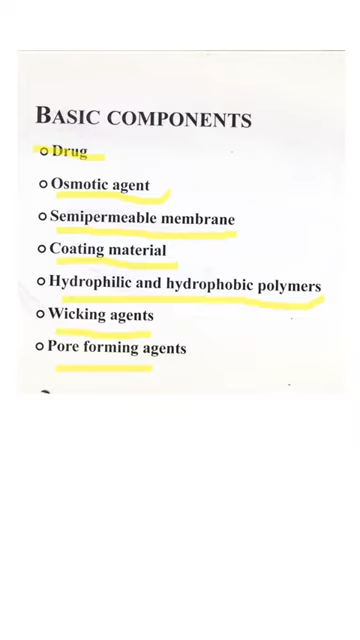 BASIC COMPONENTS
Drug
Osmotic agent
Semipermeable membrane
Coating material
Hydrophilic and hydrophobic polymers
Wicking agents
Pore forming agents